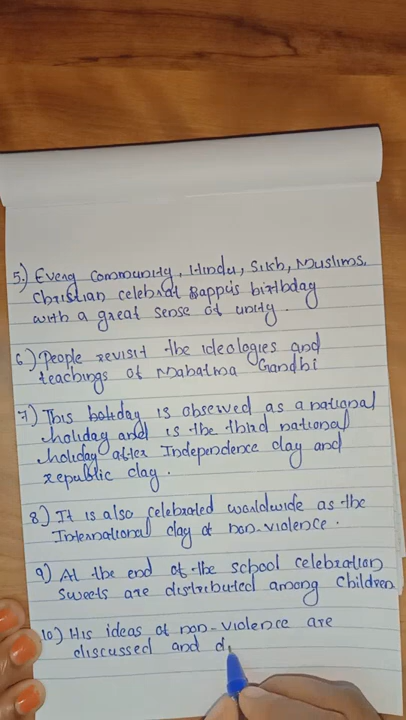 5.) Every community, Hindu, Sikh, Muslims,
Christian celebrat Bappu's birthday
with a great sense of unity.
6.) People revisit the ideologies and
teachings of Mahatma Gandhi
7.) This holiday is observed as a national
holiday and is the third national
holiday after Independence day and
republic day.
8.) It is also celebrated worldwide as the
International day of non-violence.
9.) At the end of the school celebration
sweets are distributed among children
10.) His ideas of non-violence are
discussed and d